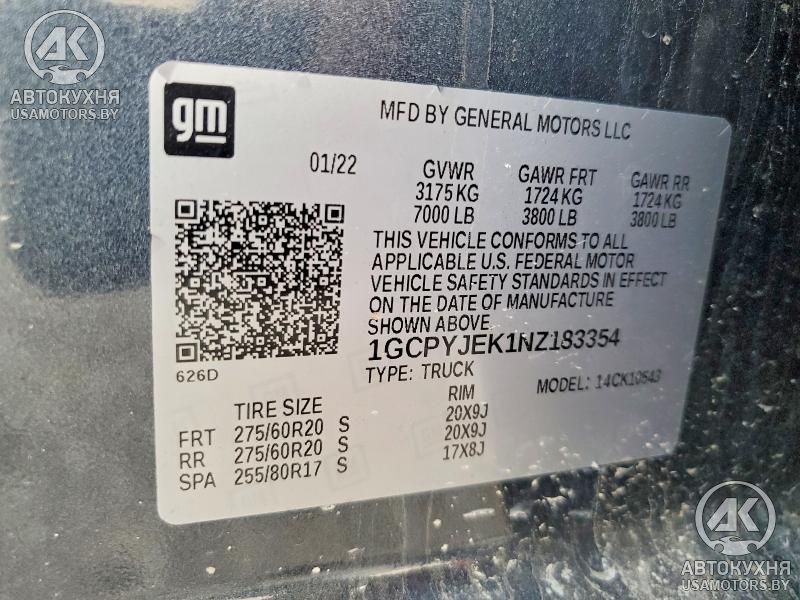 AK
АВТОКУХНЯ
USAMOTORS.BY
gm
MFD BY GENERAL MOTORS LLC
01/22
GVWR GAWR FRT GAWR RR
3175 KG 1724 KG 1724 KG
7000 LB 3800 LB 3800 LB
THIS VEHICLE CONFORMS TO ALL
APPLICABLE U.S. FEDERAL MOTOR
VEHICLE SAFETY STANDARDS IN EFFECT
ON THE DATE OF MANUFACTURE
SHOWN ABOVE
1GCPYJEK1NZ183354
626D
TYPE: TRUCK MODEL: 14CK10543
TIRE SIZE RIM
FRT 275/60R20 S 20X9J
RR 275/60R20 S 20X9J
SPA 255/80R17 S 17X8J
AK
АВТОКУХНЯ
USAMOTORS.BY